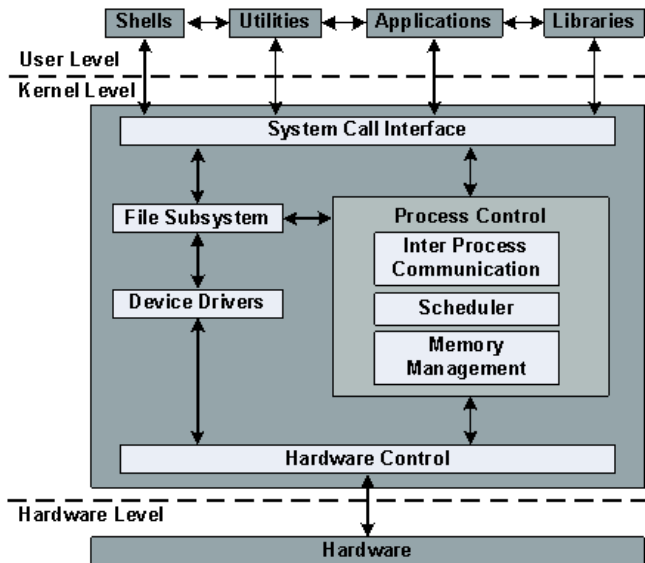 Shells
Utilities
Applications
Libraries
User Level
Kernel Level
System Call Interface
File Subsystem
Process Control
Inter Process
Communication
Device Drivers
Scheduler
Memory
Management
Hardware Control
Hardware Level
Hardware